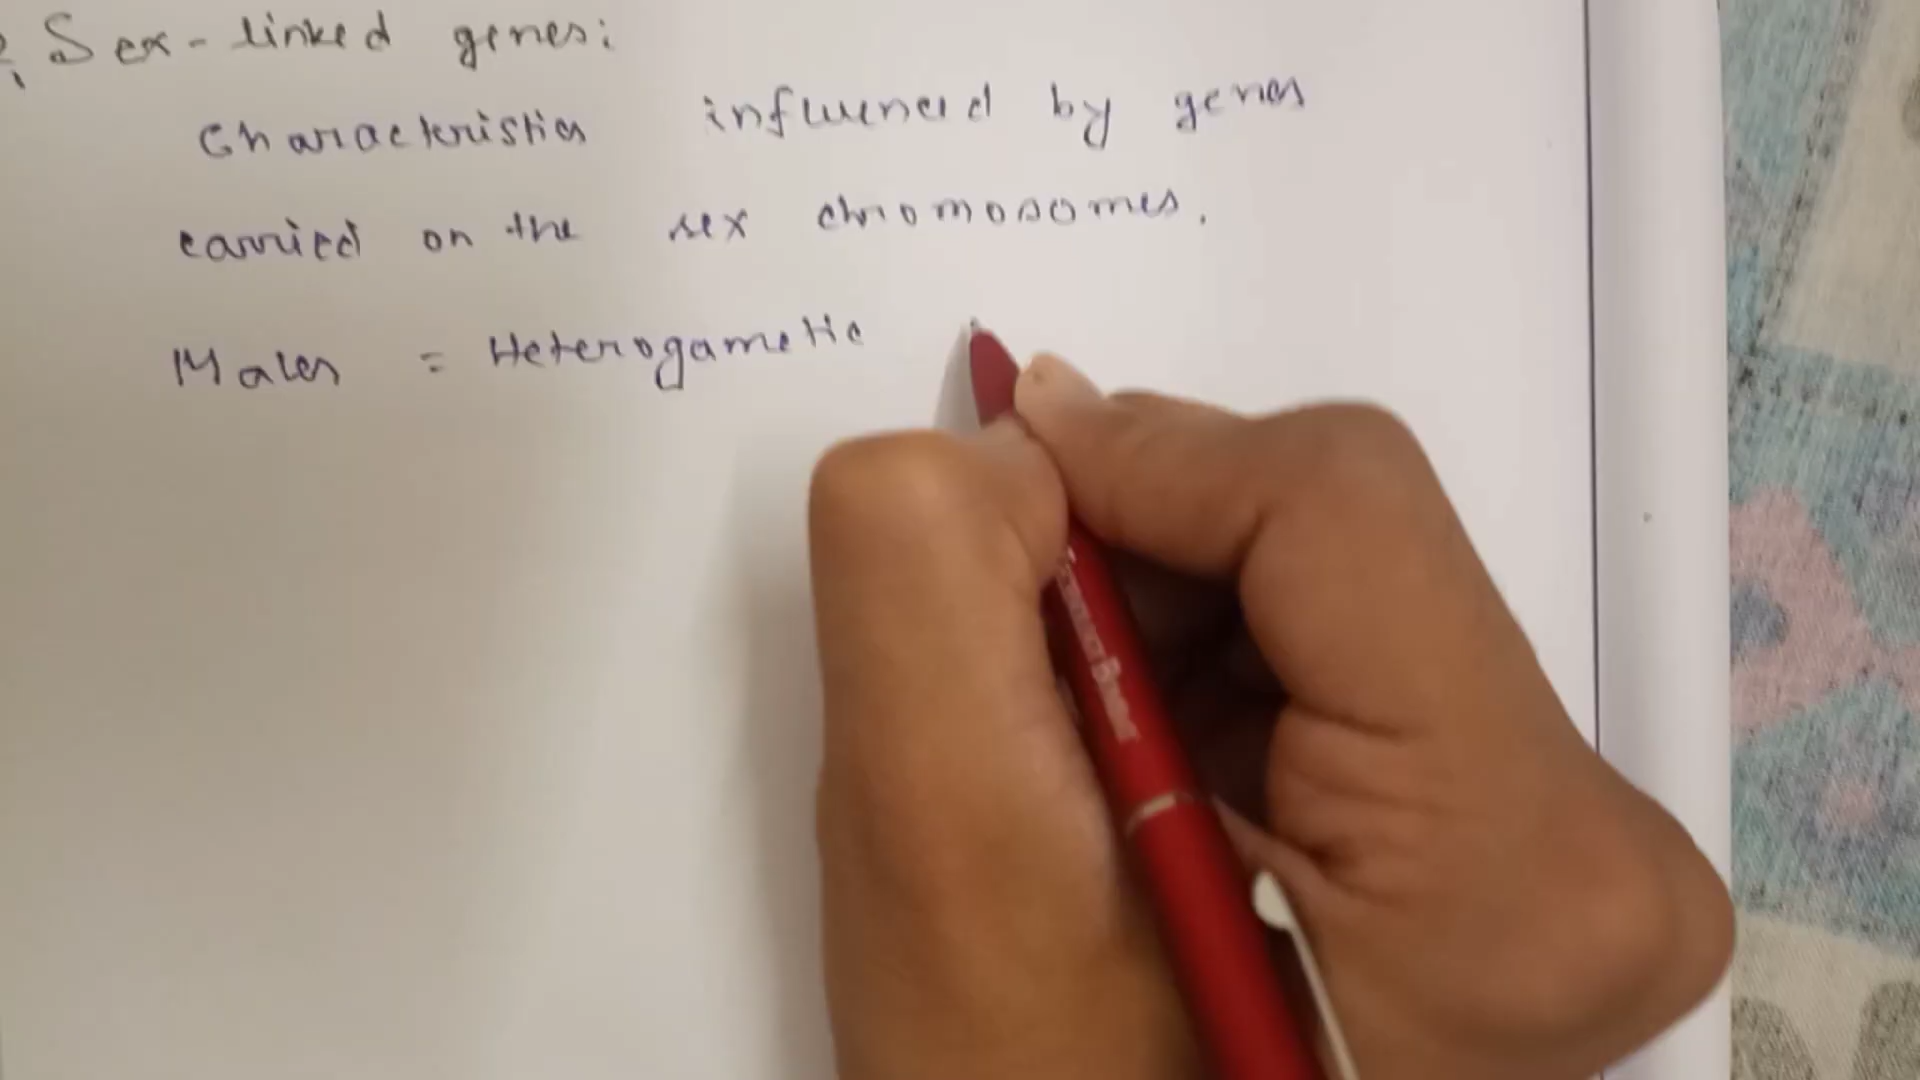 Sex-linked genes:
Characteristics influenced by genes
carried on the sex chromosomes.
Males = Heterogametic